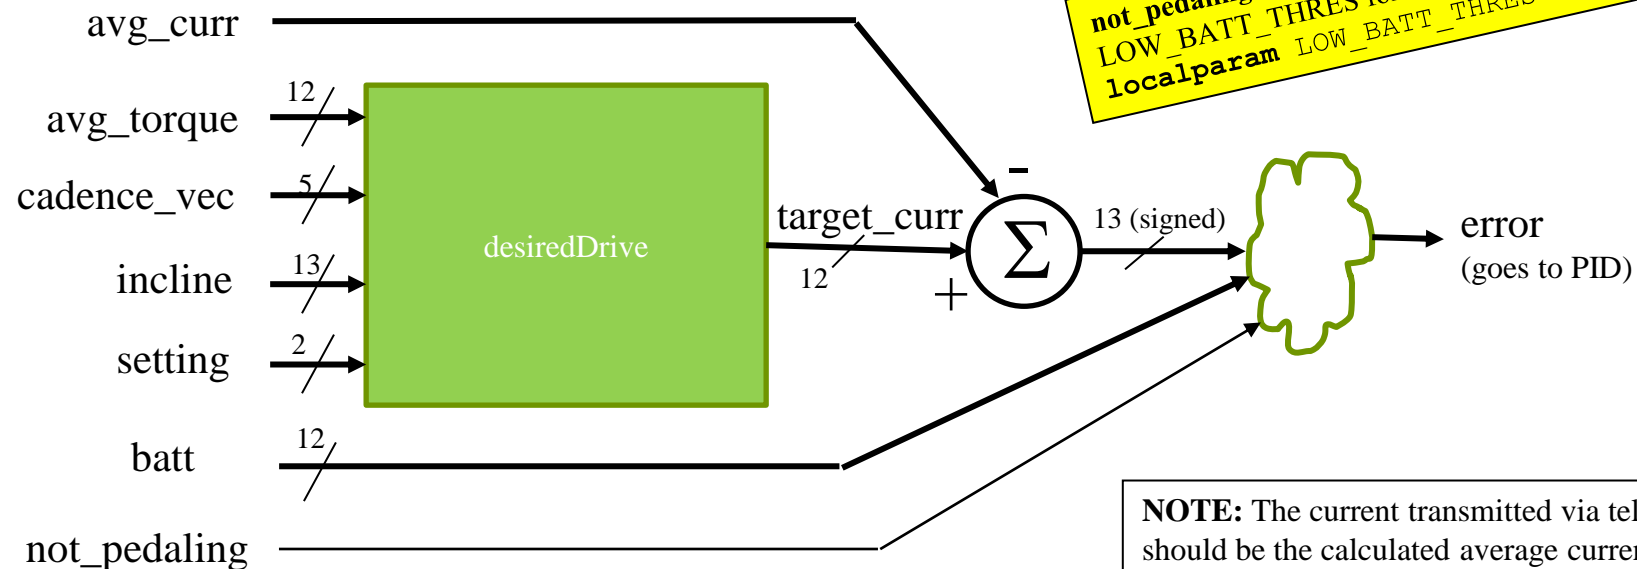 avg_curr
not_pedaling
LOW_BATT_THRES
localparam LOW_BATT_THRES
12
avg_torque
5
cadence_vec
desiredDrive
target_curr
12
-
+
Σ
13 (signed)
error
(goes to PID)
13
incline
2
setting
12
batt
not_pedaling
NOTE: The current transmitted via tel
should be the calculated average curren